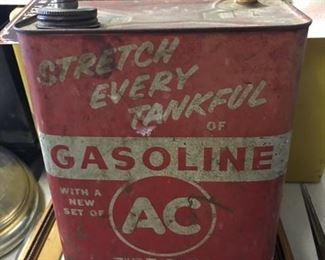 STRETCH
EVERY
TANKFUL
OF
GASOLINE
WITH A
NEW
SET OF
AC